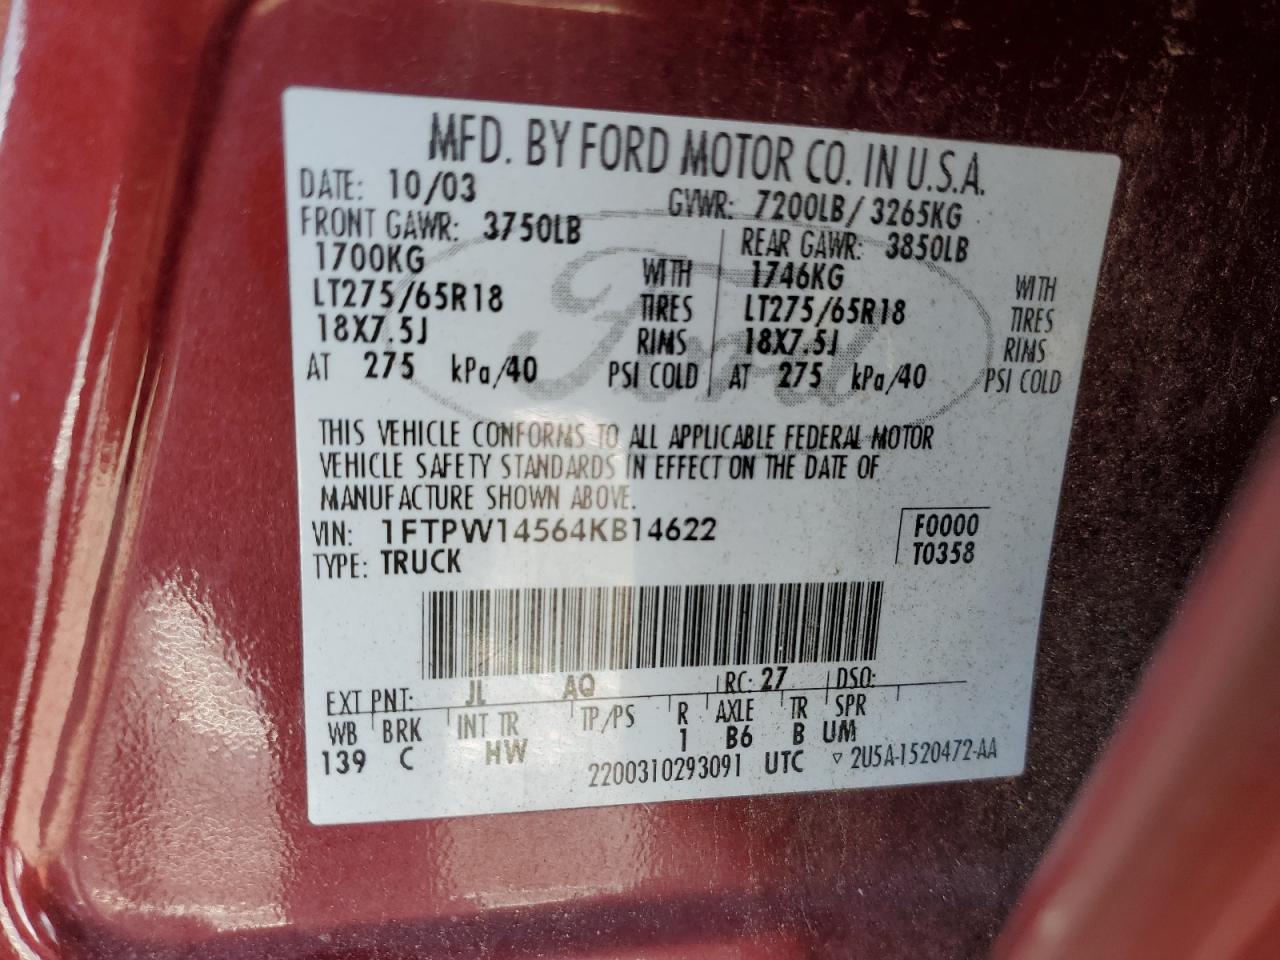 MFD. BY FORD MOTOR CO. IN U.S.A.
DATE: 10/03 GVWR: 7200LB/ 3265KG
FRONT GAWR: 3750LB REAR GAWR: 3850LB
1700KG WITH 1746KG WITH
LT275/65R18 TIRES LT275/65R18 TIRES
18X7.5J RIMS 18X7.5J RIMS
AT 275 kPa/40 PSI COLD AT 275 kPa/40 PSI COLD
Ford
THIS VEHICLE CONFORMS TO ALL APPLICABLE FEDERAL MOTOR
VEHICLE SAFETY STANDARDS IN EFFECT ON THE DATE OF
MANUFACTURE SHOWN ABOVE.
VIN: 1FTPW14564KB14622 F0000
TYPE: TRUCK T0358
EXT PNT: JL AQ RC: 27 DSO:
WB BRK INT TR TP/PS R AXLE TR SPR
139 C HW 1 B6 B UM
2200310293091 UTC ▽ 2U5A-1520472-AA